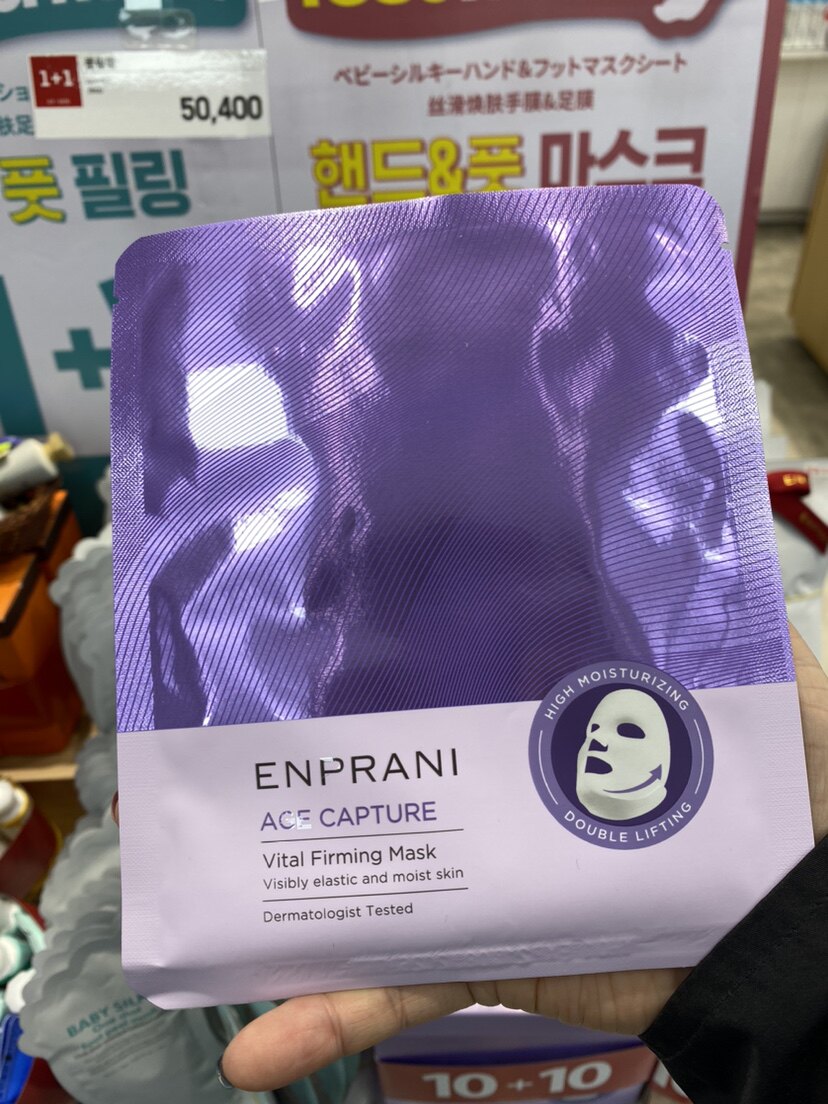 1+1
50,400
ベビーシルキーハンド&フットマスクシート
丝滑焕肤手膜&足膜
핸드&풋 마스크
풋 필링
ENPRANI
AGE CAPTURE
Vital Firming Mask
Visibly elastic and moist skin
Dermatologist Tested
HIGH MOISTURIZING
DOUBLE LIFTING
10+10